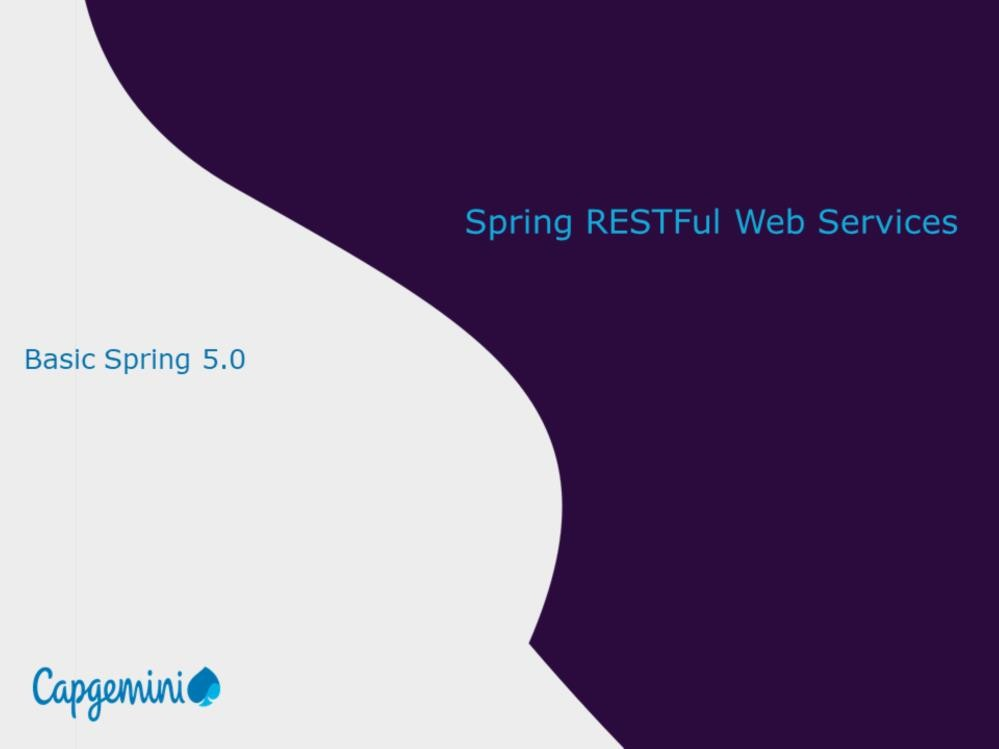 Spring RESTFul Web Services
Basic Spring 5.0
Capgemini